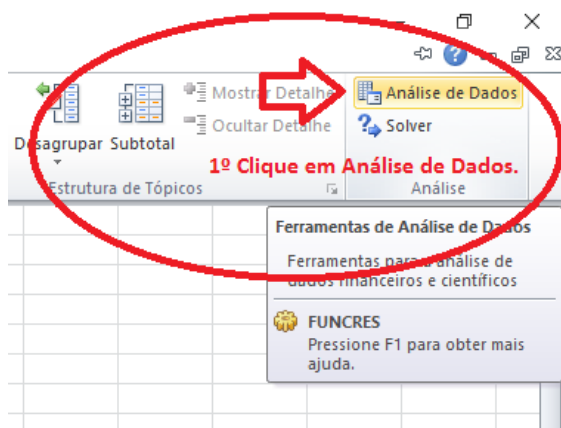 Mostrar Detalhe
Análise de Dados
Desagrupar Subtotal
Ocultar Detalhe
Solver
1º Clique em Análise de Dados.
Estrutura de Tópicos
Análise
Ferramentas de Análise de Dados
Ferramentas para análise de
dados financeiros e científicos
FUNCRES
Pressione F1 para obter mais
ajuda.